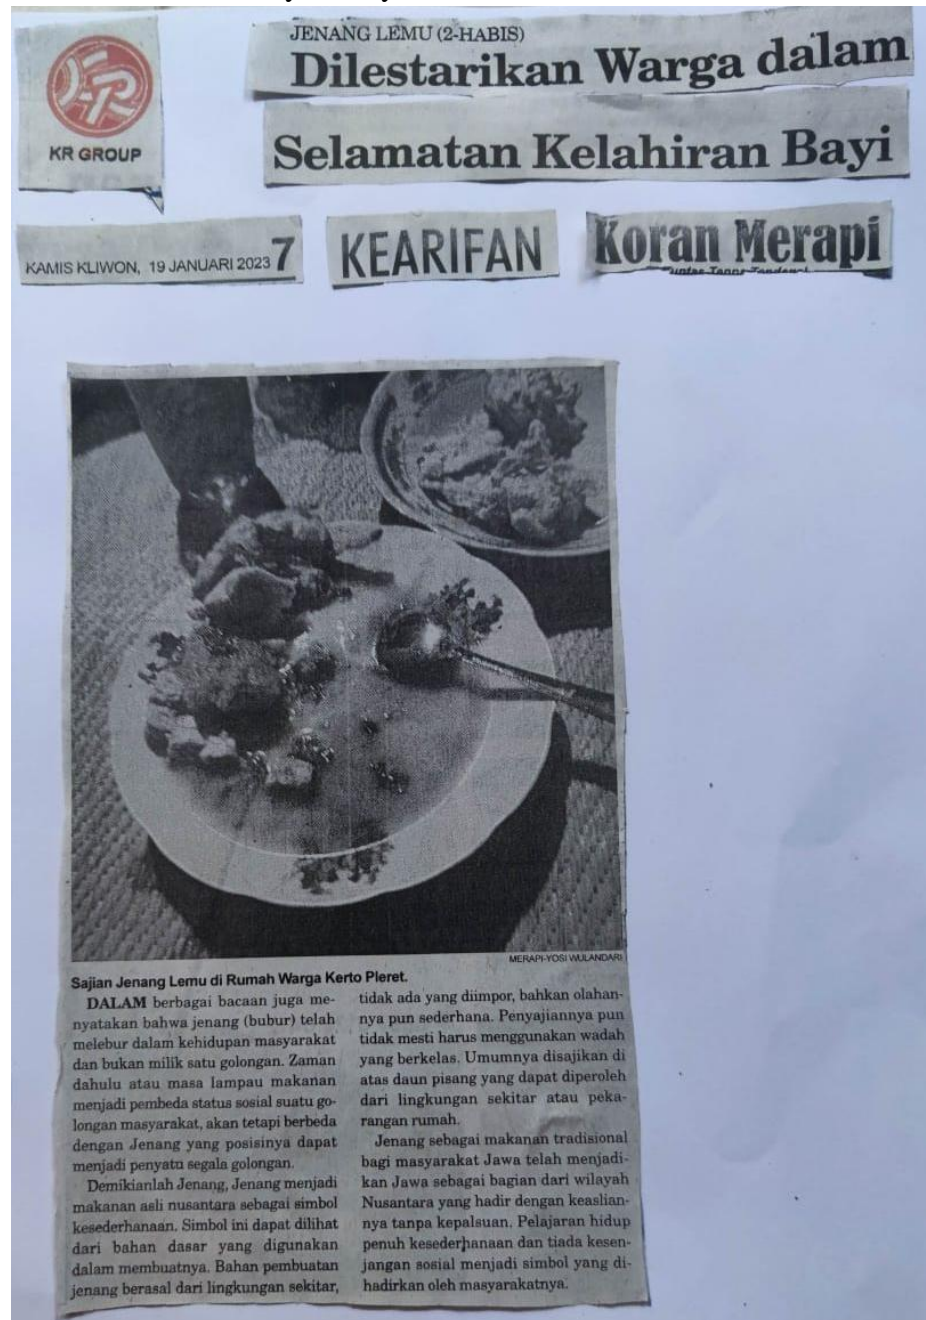 JENANG LEMU (2-HABIS)
Dilestarikan Warga dalam
Selamatan Kelahiran Bayi
KR
KR GROUP
KAMIS KLIWON, 19 JANUARI 2023 7
KEARIFAN
Koran Merapi
MERAPI-YOSI WULANDARI
Sajian Jenang Lemu di Rumah Warga Kerto Pleret.
DALAM berbagai bacaan juga me-
nyatakan bahwa jenang (bubur) telah
melebur dalam kehidupan masyarakat
dan bukan milik satu golongan. Zaman
dahulu atau masa lampau makanan
menjadi pembeda status sosial suatu go-
longan masyarakat, akan tetapi berbeda
dengan Jenang yang posisinya dapat
menjadi penyatu segala golongan.
Demikianlah Jenang, Jenang menjadi
makanan asli nusantara sebagai simbol
kesederhanaan. Simbol ini dapat dilihat
dari bahan dasar yang digunakan
dalam membuatnya. Bahan pembuatan
jenang berasal dari lingkungan sekitar,
tidak ada yang diimpor, bahkan olahan-
nya pun sederhana. Penyajiannya pun
tidak mesti harus menggunakan wadah
yang berkelas. Umumnya disajikan di
atas daun pisang yang dapat diperoleh
dari lingkungan sekitar atau peka-
rangan rumah.
Jenang sebagai makanan tradisional
bagi masyarakat Jawa telah menjadi-
kan Jawa sebagai bagian dari wilayah
Nusantara yang hadir dengan keaslian-
nya tanpa kepalsuan. Pelajaran hidup
penuh kesederhanaan dan tiada kesen-
jangan sosial menjadi simbol yang di-
hadirkan oleh masyarakatnya.